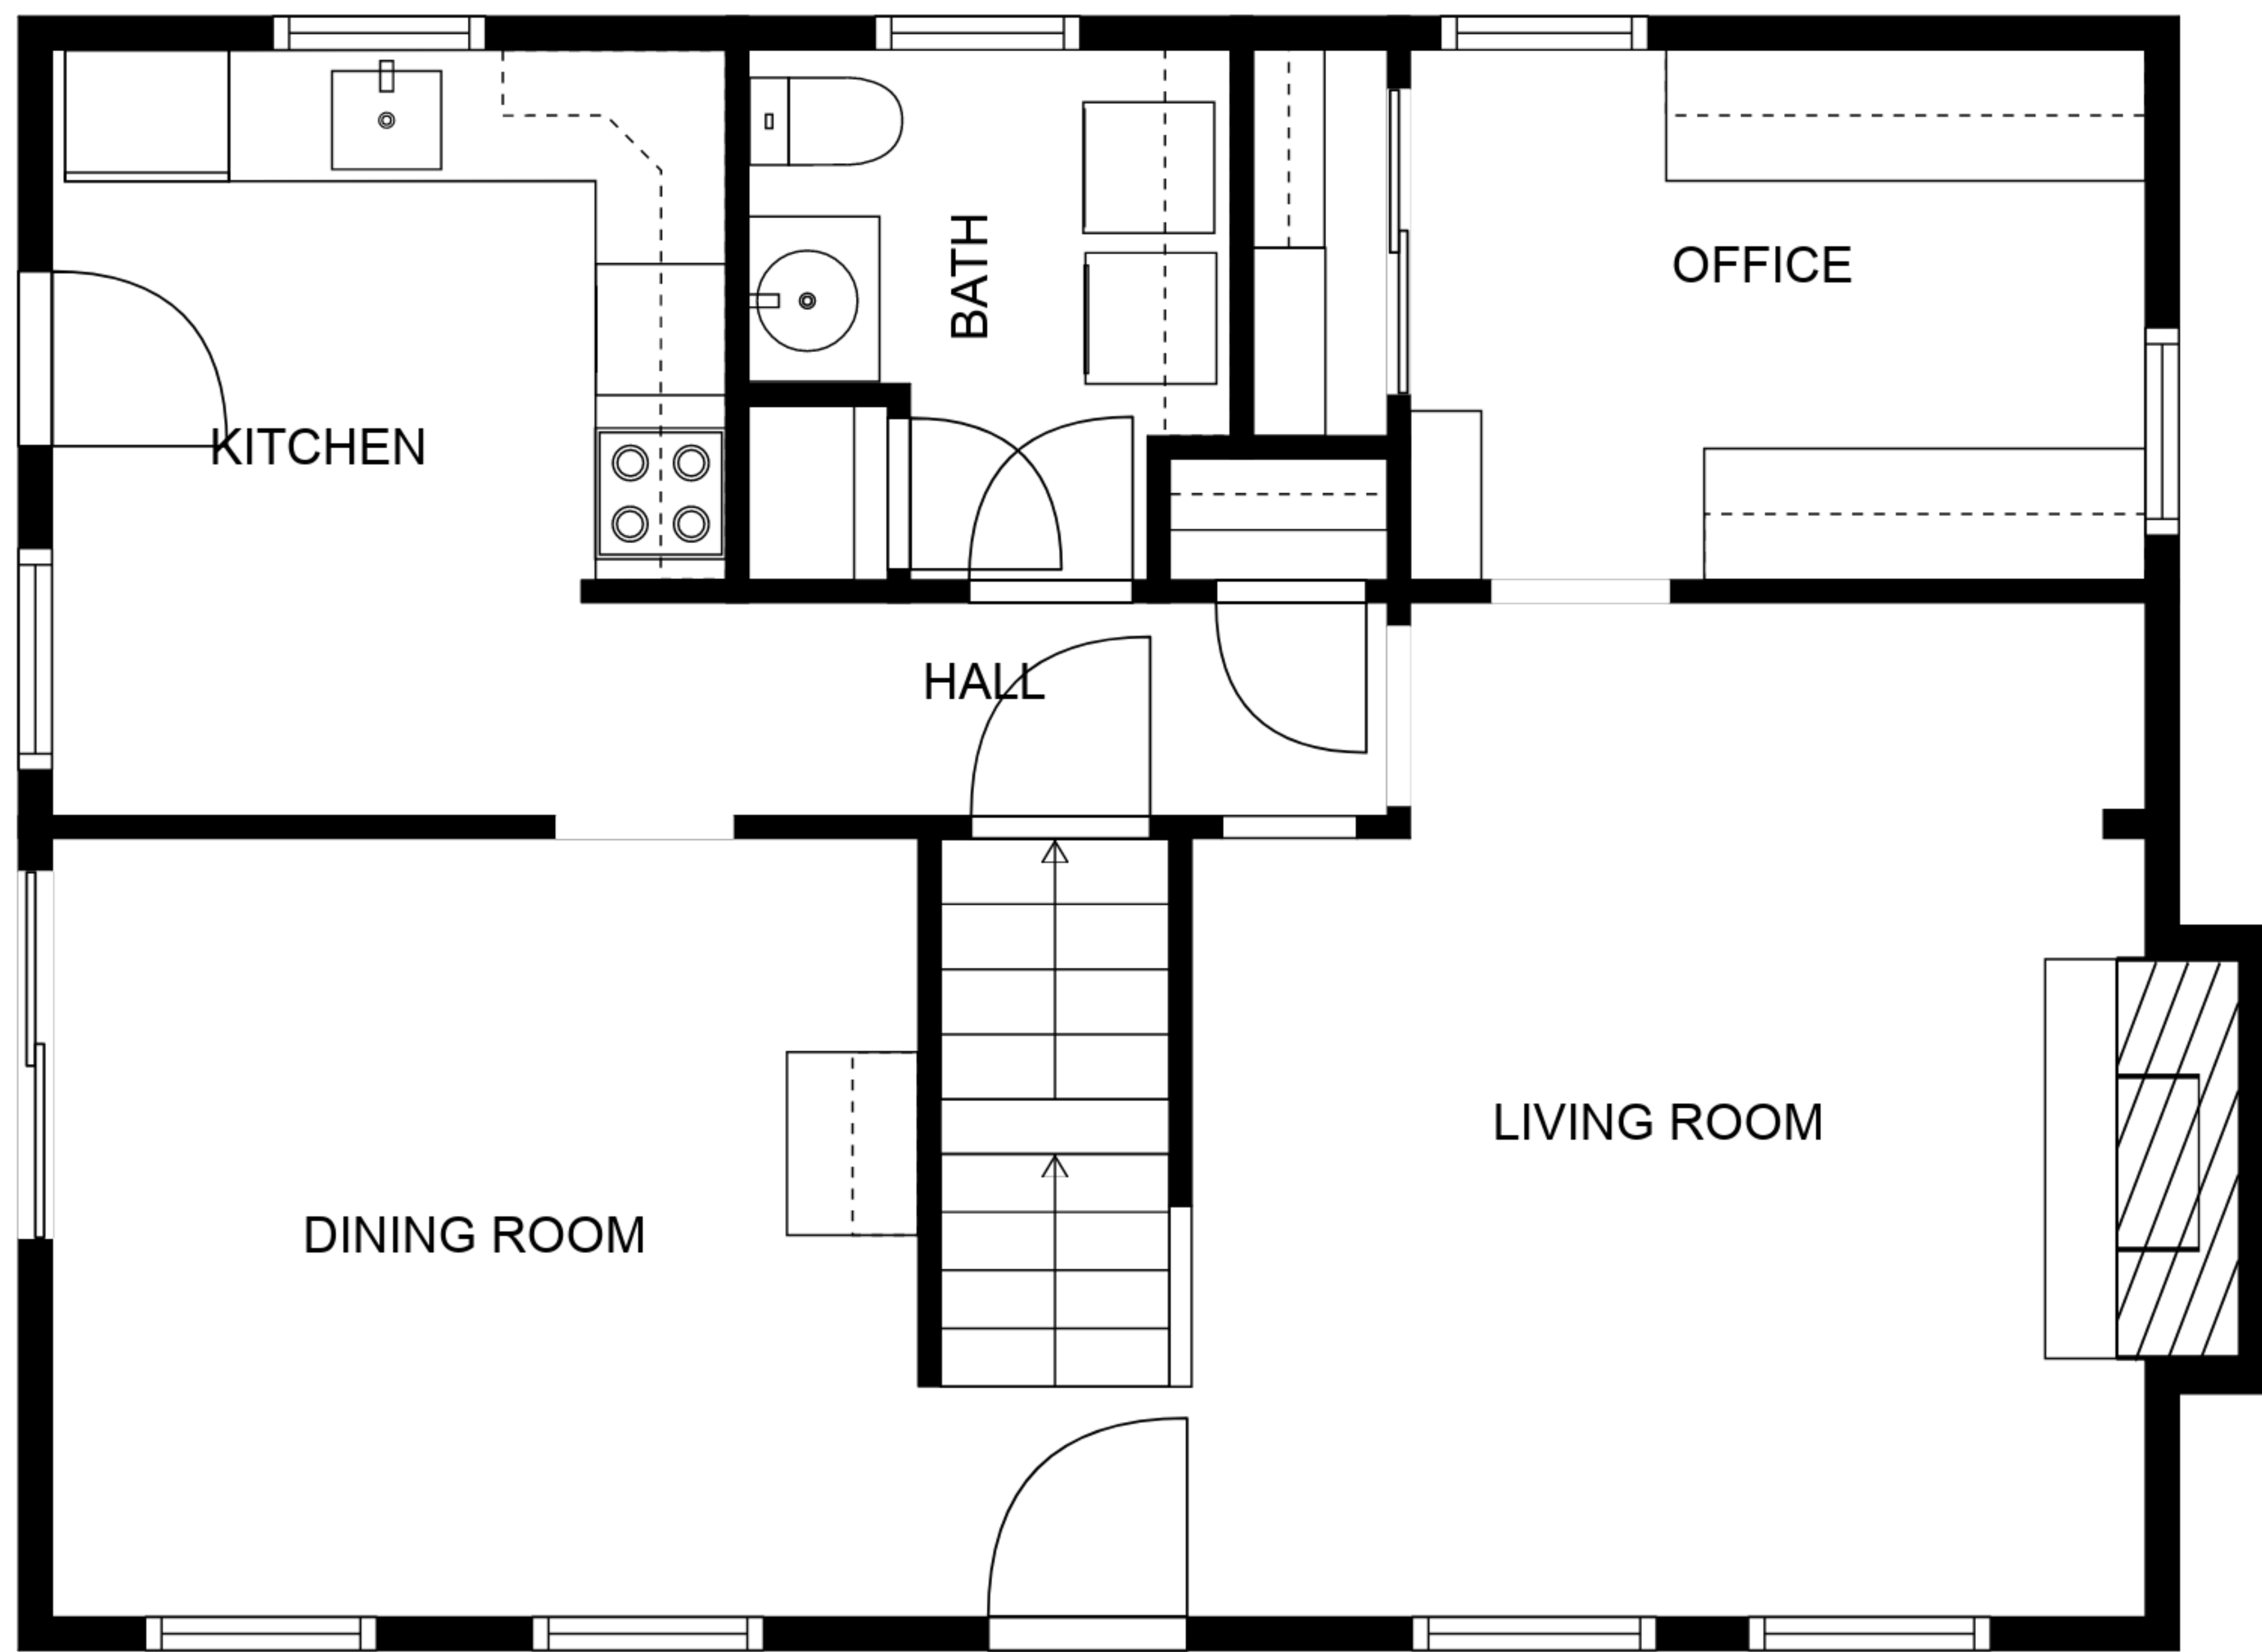 BATH
OFFICE
KITCHEN
HALL
LIVING ROOM
DINING ROOM